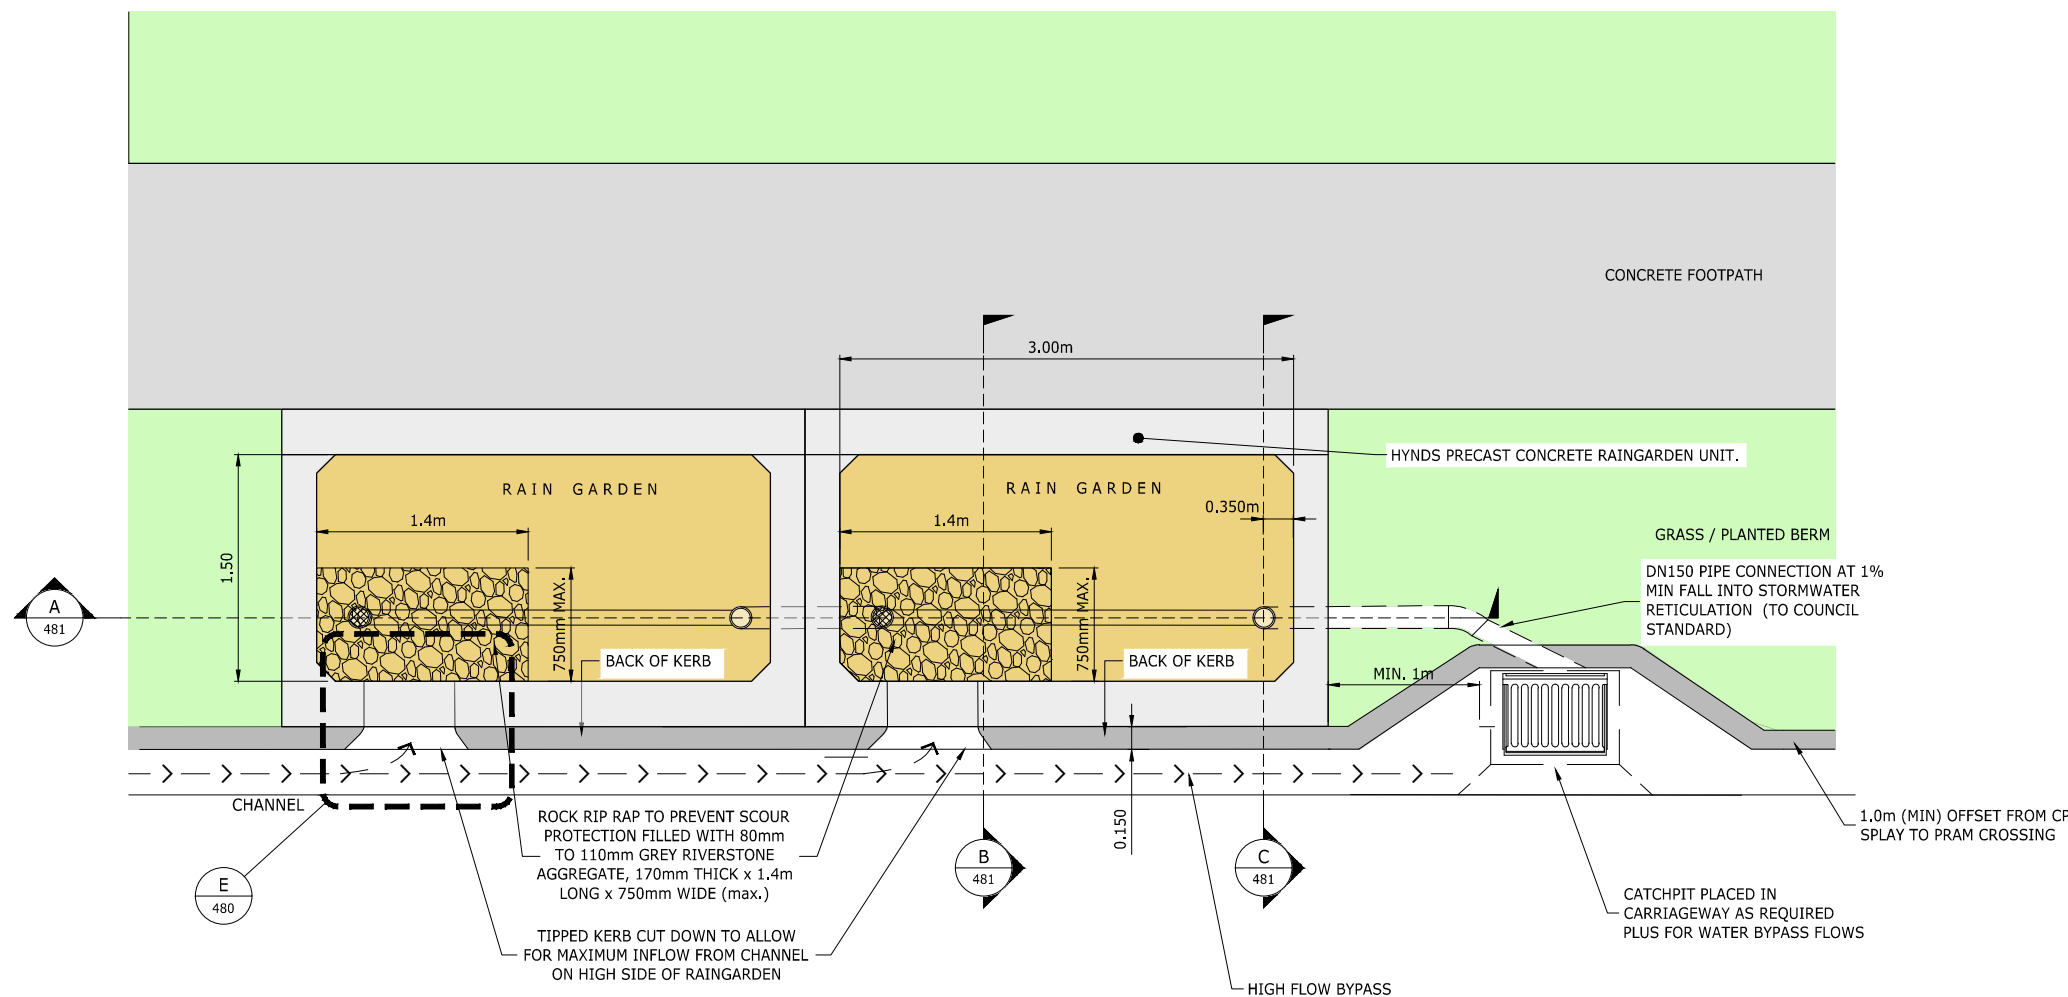 CONCRETE FOOTPATH
3.00m
HYNDS PRECAST CONCRETE RAINGARDEN UNIT.
RAIN GARDEN
RAIN GARDEN
0.350m
1.4m
1.4m
GRASS / PLANTED BERM
1.50
750mm MAX.
750mm MAX.
DN150 PIPE CONNECTION AT 1%
MIN FALL INTO STORMWATER
RETICULATION (TO COUNCIL
STANDARD)
A
481
BACK OF KERB
BACK OF KERB
MIN. 1m
CHANNEL
0.150
ROCK RIP RAP TO PREVENT SCOUR
PROTECTION FILLED WITH 80mm
TO 110mm GREY RIVERSTONE
AGGREGATE, 170mm THICK x 1.4m
LONG x 750mm WIDE (max.)
1.0m (MIN) OFFSET FROM CP
SPLAY TO PRAM CROSSING
B
481
C
481
E
480
CATCHPIT PLACED IN
CARRIAGEWAY AS REQUIRED
PLUS FOR WATER BYPASS FLOWS
TIPPED KERB CUT DOWN TO ALLOW
FOR MAXIMUM INFLOW FROM CHANNEL
ON HIGH SIDE OF RAINGARDEN
HIGH FLOW BYPASS